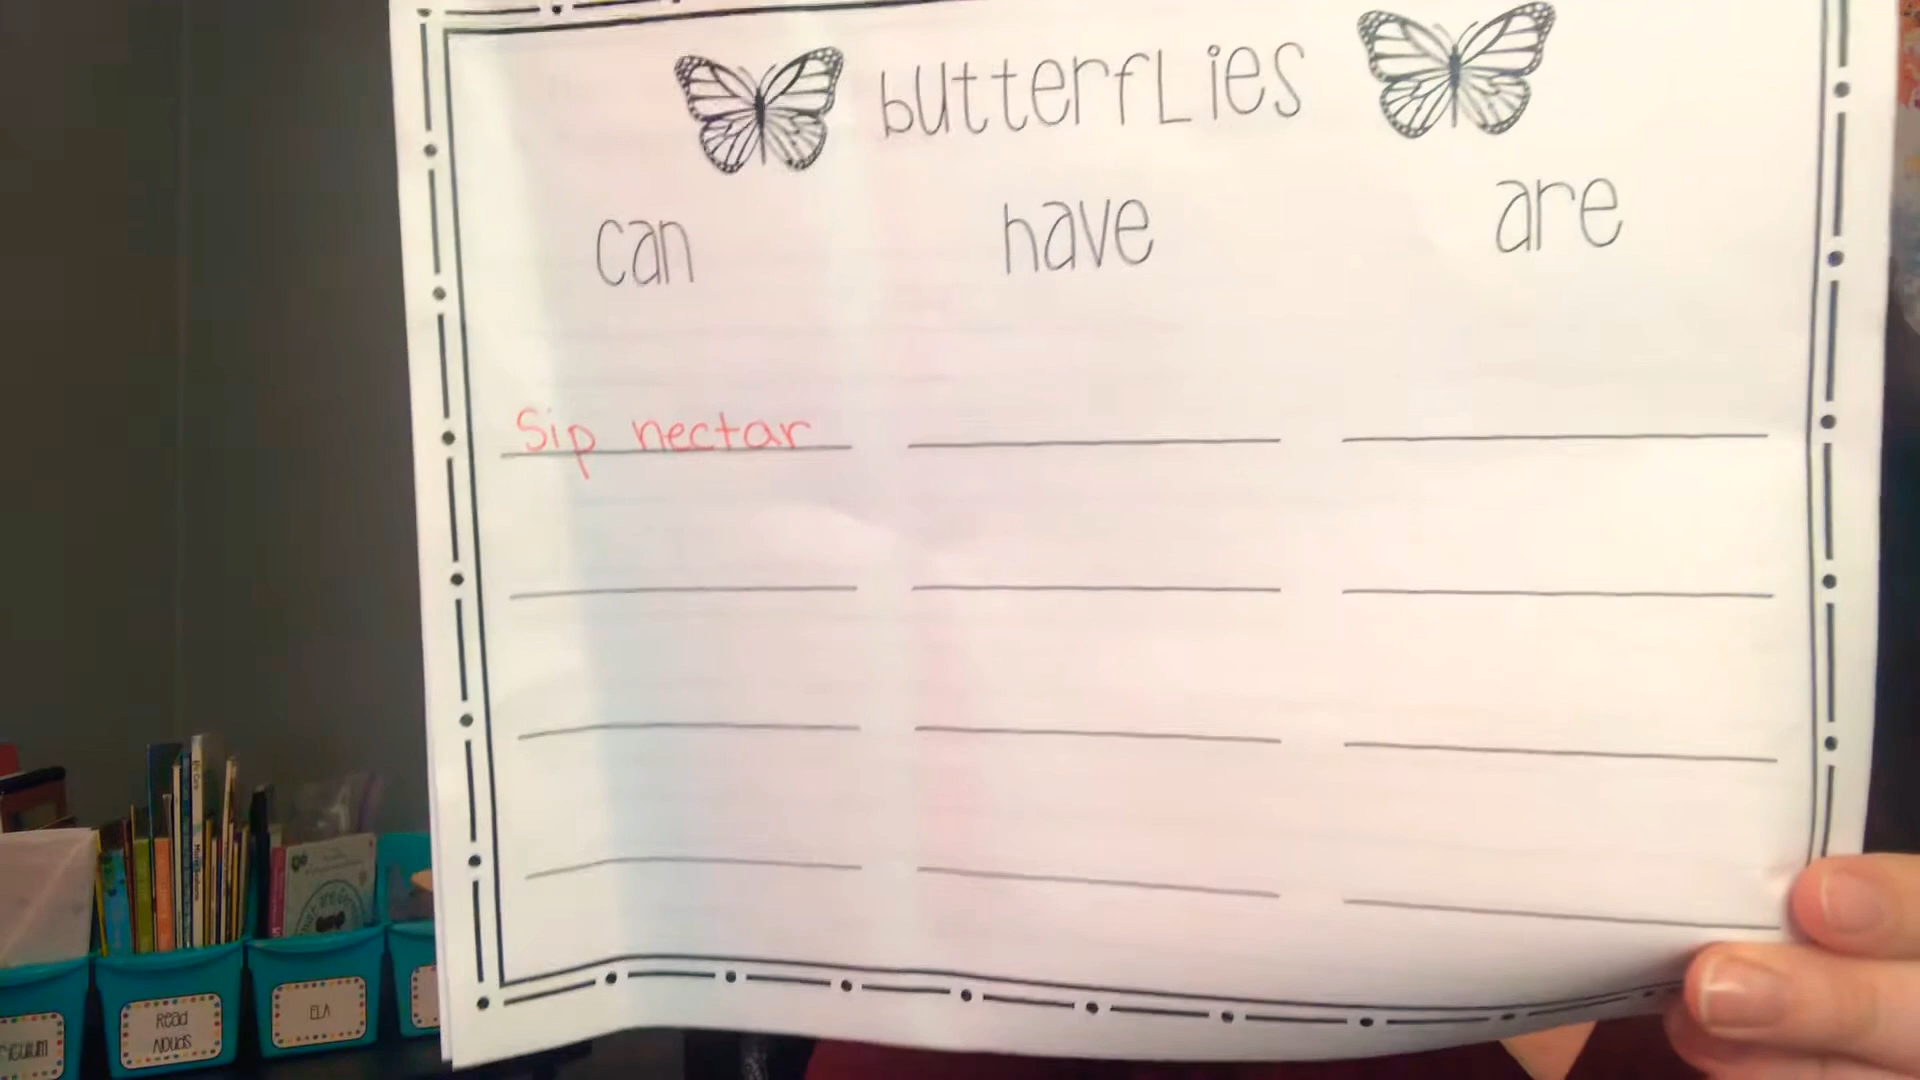 butterfLies
can have are
Sip nectar
Read
Alouds
ELA